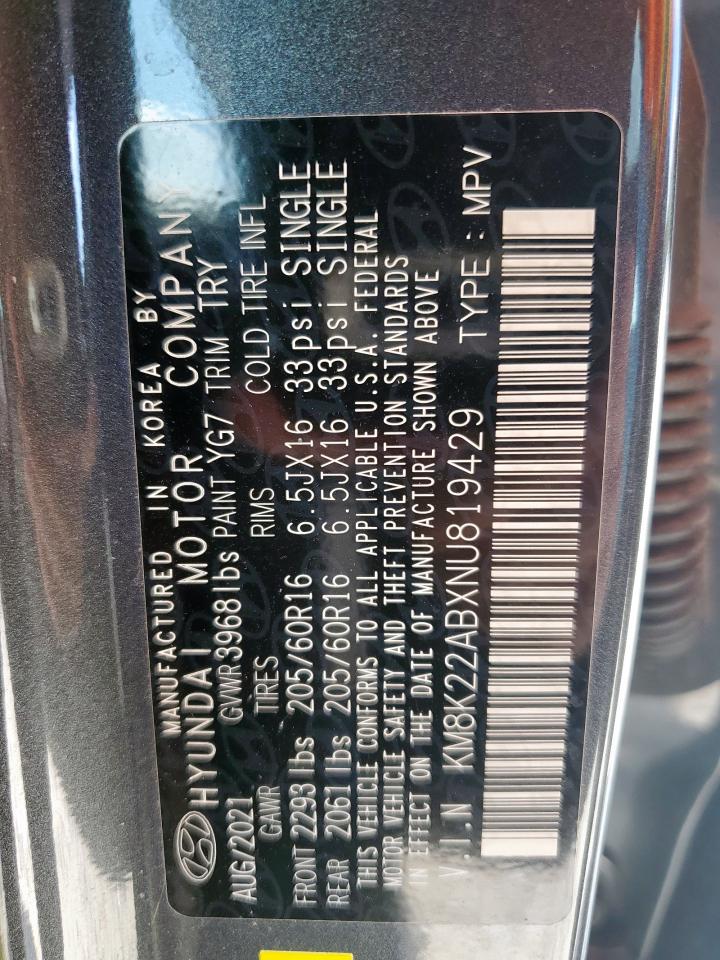 MANUFACTURED IN KOREA BY
HYUNDAI MOTOR COMPANY
AUG/2021 GVWR 3968 lbs PAINT YG7 TRIM TRY
GAWR TIRES RIMS COLD TIRE INFL
FRONT 2293 lbs 205/60R16 6.5JX16 33psi SINGLE
REAR 2061 lbs 205/60R16 6.5JX16 33psi SINGLE
THIS VEHICLE CONFORMS TO ALL APPLICABLE U.S.A. FEDERAL
MOTOR VEHICLE SAFETY AND THEFT PREVENTION STANDARDS
IN EFFECT ON THE DATE OF MANUFACTURE SHOWN ABOVE
V.I.N KM8K22ABXNU819429 TYPE : MPV